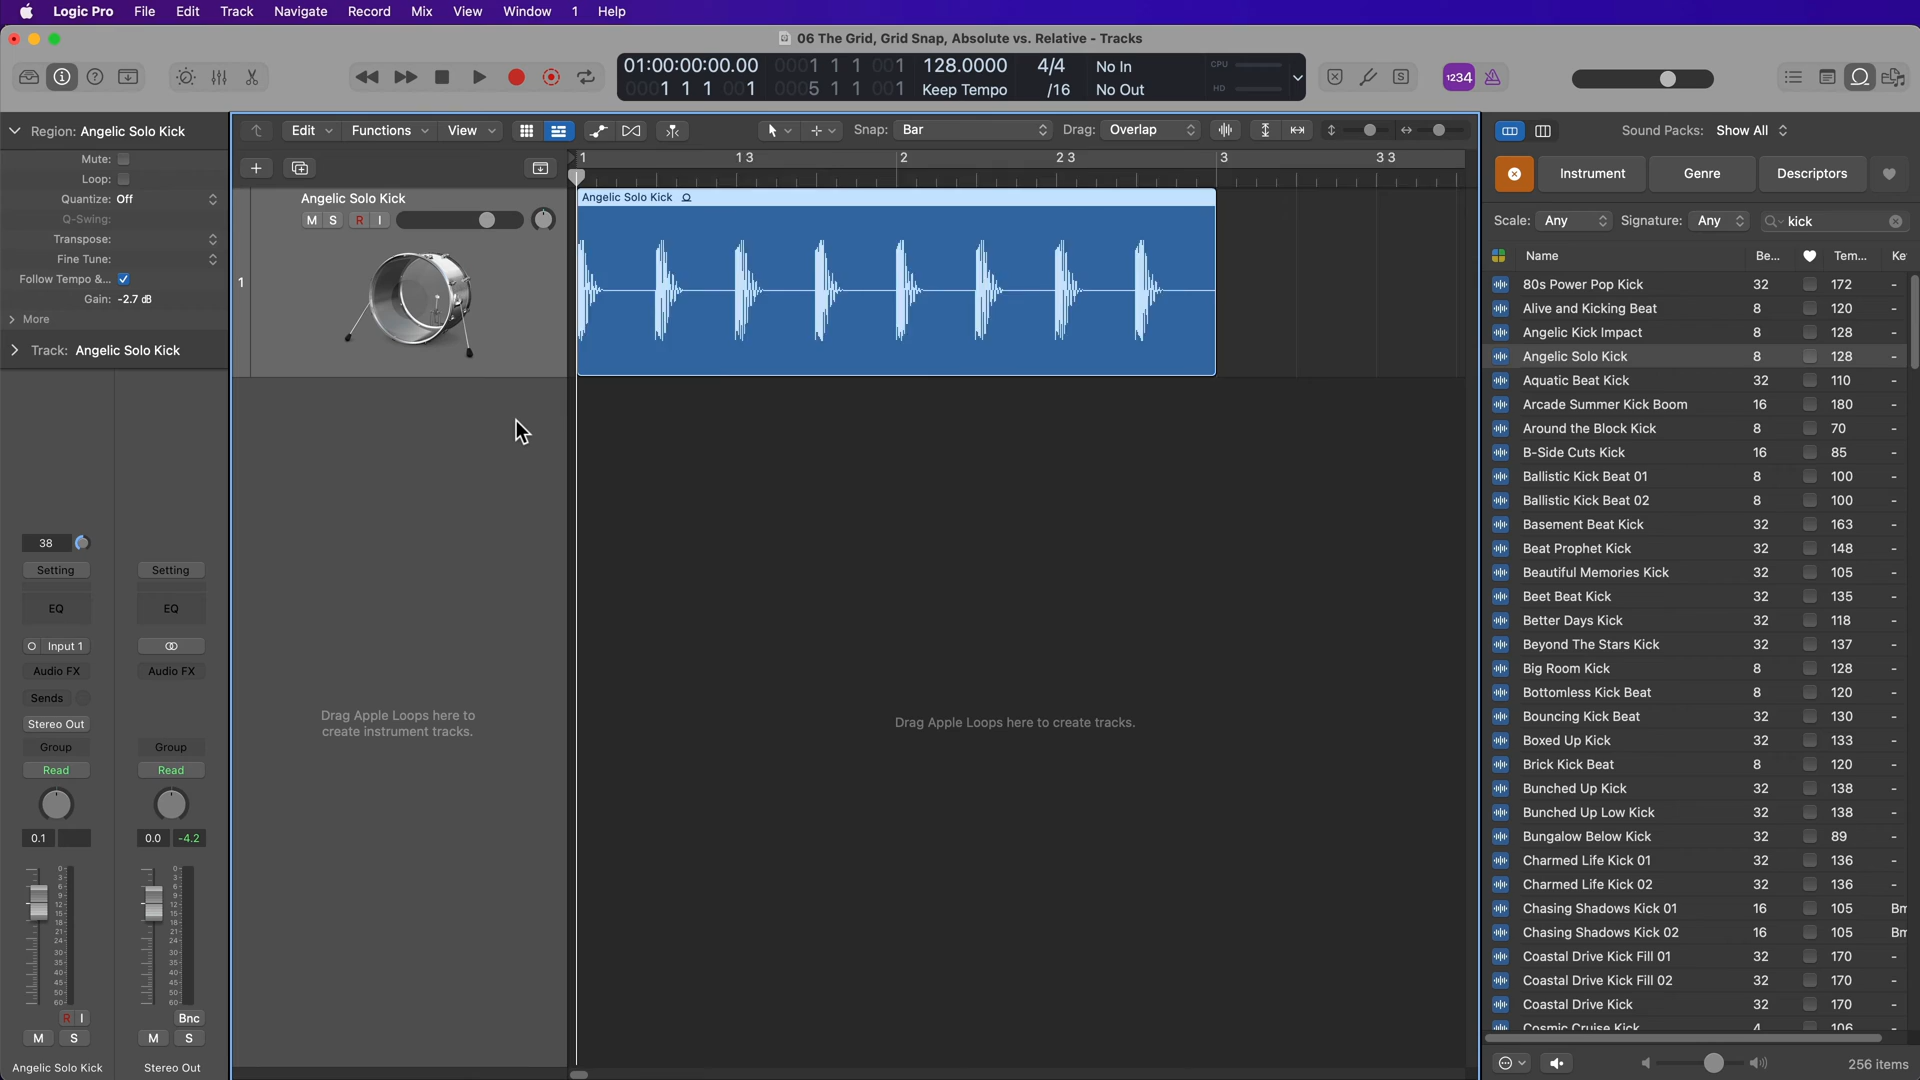 Logic Pro File Edit Track Navigate Record Mix View Window 1 Help
06 The Grid, Grid Snap, Absolute vs. Relative - Tracks
01:00:00:00.00 0001 1 1 001 128.0000 4/4 No In CPU
0001 1 1 001 0005 1 1 001 Keep Tempo /16 No Out HD
1234
Region: Angelic Solo Kick
Mute:
Loop:
Quantize: Off
Q-Swing:
Transpose:
Fine Tune:
Follow Tempo &...
Gain: -2.7 dB
More
Track: Angelic Solo Kick
38
Setting Setting
EQ EQ
Input 1
Audio FX Audio FX
Sends
Stereo Out
Group Group
Read Read
0.1 0.0 -4.2
R I Bnc
M S M S
Angelic Solo Kick Stereo Out
Edit Functions View Snap: Bar Drag: Overlap
1 1 3 2 2 3 3 3 3
Angelic Solo Kick
M S R I
1
Angelic Solo Kick
Drag Apple Loops here to
create instrument tracks.
Drag Apple Loops here to create tracks.
Sound Packs: Show All
Instrument Genre Descriptors
Scale: Any Signature: Any kick
Name Be... Tem... Ke
80s Power Pop Kick 32 172 -
Alive and Kicking Beat 8 120 -
Angelic Kick Impact 8 128 -
Angelic Solo Kick 8 128 -
Aquatic Beat Kick 32 110 -
Arcade Summer Kick Boom 16 180 -
Around the Block Kick 8 70 -
B-Side Cuts Kick 16 85 -
Ballistic Kick Beat 01 8 100 -
Ballistic Kick Beat 02 8 100 -
Basement Beat Kick 32 163 -
Beat Prophet Kick 32 148 -
Beautiful Memories Kick 32 105 -
Beet Beat Kick 32 135 -
Better Days Kick 32 118 -
Beyond The Stars Kick 32 137 -
Big Room Kick 8 128 -
Bottomless Kick Beat 8 120 -
Bouncing Kick Beat 32 130 -
Boxed Up Kick 32 133 -
Brick Kick Beat 8 120 -
Bunched Up Kick 32 138 -
Bunched Up Low Kick 32 138 -
Bungalow Below Kick 32 89 -
Charmed Life Kick 01 32 136 -
Charmed Life Kick 02 32 136 -
Chasing Shadows Kick 01 16 105 Bm
Chasing Shadows Kick 02 16 105 Bm
Coastal Drive Kick Fill 01 32 170 -
Coastal Drive Kick Fill 02 32 170 -
Coastal Drive Kick 32 170 -
Cosmic Cruise Kick 4 106 -
256 items